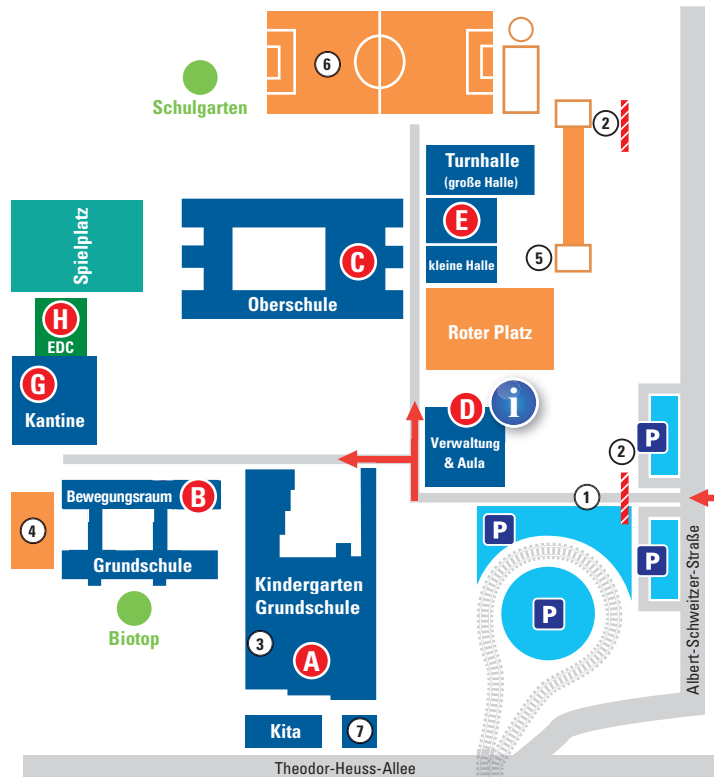 6
Schulgarten
2
Turnhalle
(große Halle)
E
kleine Halle
5
Spielplatz
C
Oberschule
H
EDC
Roter Platz
G
Kantine
D
i
Verwaltung
& Aula
P
2
1
Bewegungsraum
B
4
Grundschule
P
P
P
Kindergarten
Grundschule
Biotop
3
A
Albert-Schweitzer-Straße
Kita
7
Theodor-Heuss-Allee